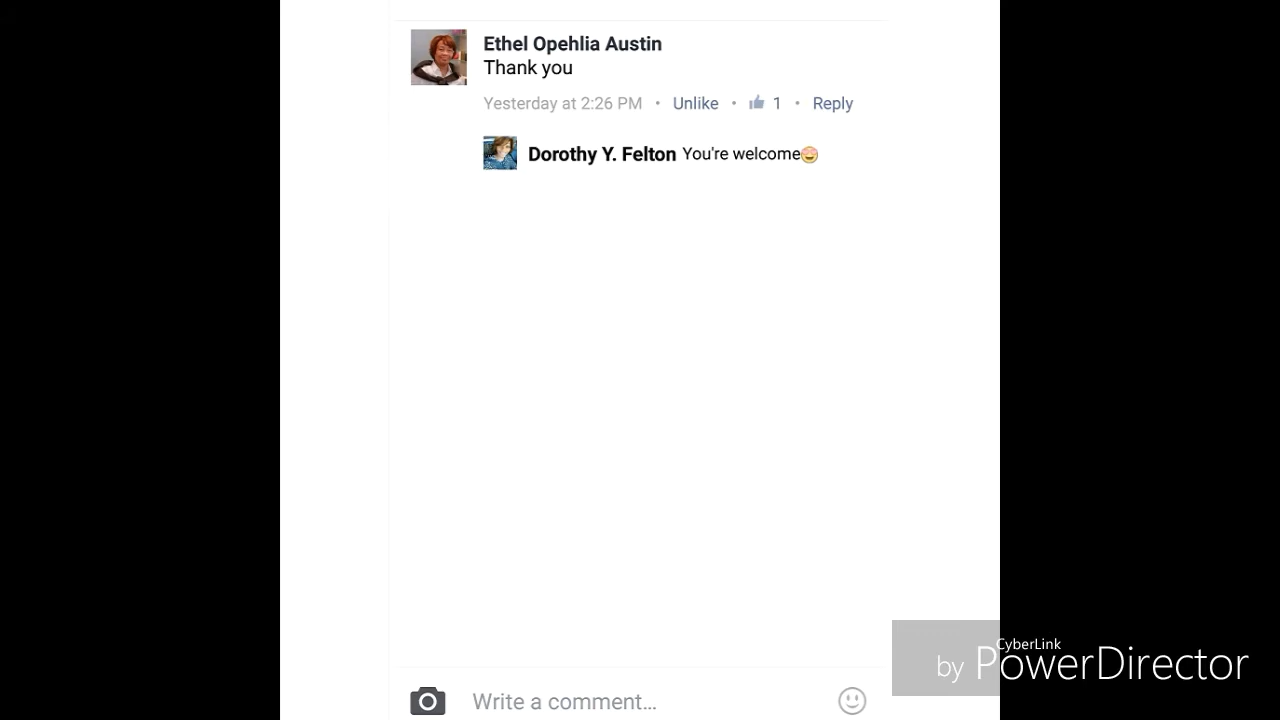 Ethel Opehlia Austin
Thank you
Yesterday at 2:26 PM • Unlike • 1 • Reply
Dorothy Y. Felton You're welcome
Write a comment...
CyberLink
by PowerDirector